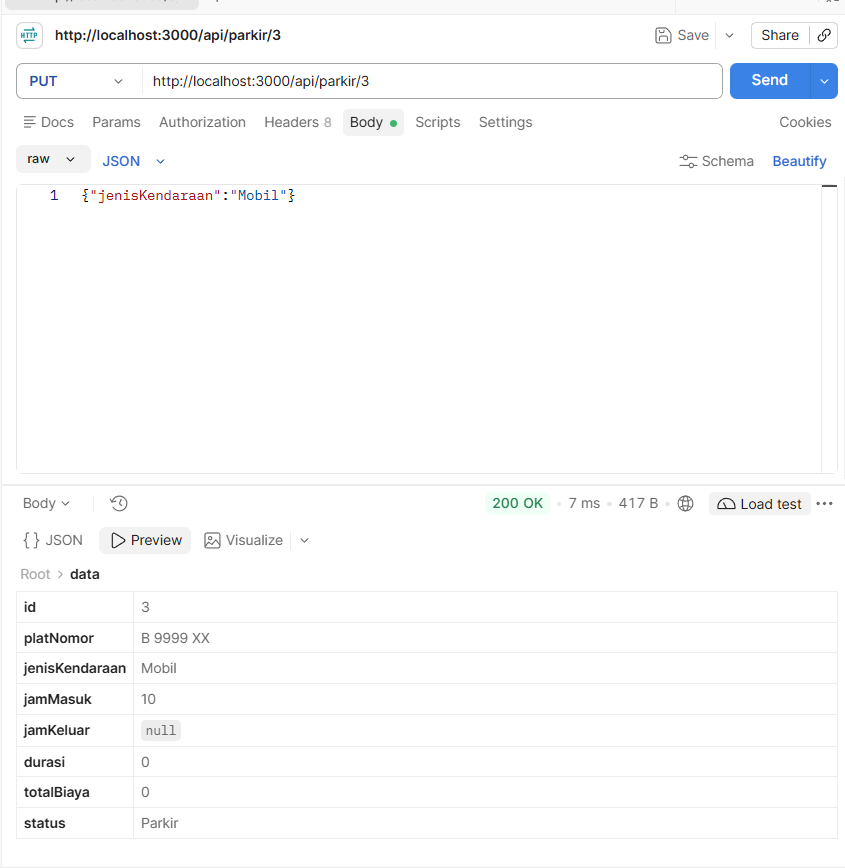 HTTP http://localhost:3000/api/parkir/3 Save Share
PUT http://localhost:3000/api/parkir/3 Send
Docs Params Authorization Headers 8 Body Scripts Settings Cookies
raw JSON Schema Beautify
1 {"jenisKendaraan":"Mobil"}
Body 200 OK 7 ms 417 B Load test
{} JSON Preview Visualize
Root > data
id 3
platNomor B 9999 XX
jenisKendaraan Mobil
jamMasuk 10
jamKeluar null
durasi 0
totalBiaya 0
status Parkir